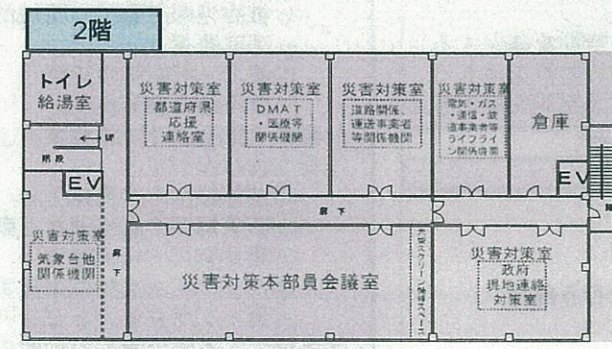 2階
トイレ
給湯室
UP
階段
EV
災害対策室
気象台他
関係機関
廊下
災害対策室
都道府県
応援
連絡室
災害対策室
DMAT
・医療等
関係機関
災害対策室
道路関係、
運送事業者
等関係機関
災害対策室
電気・ガス
・通信・鉄
道事業者等
ライフライ
ン関係機関
倉庫
EV
廊下
災害対策本部員会議室
災害対策室
政府
現地連絡
対策室